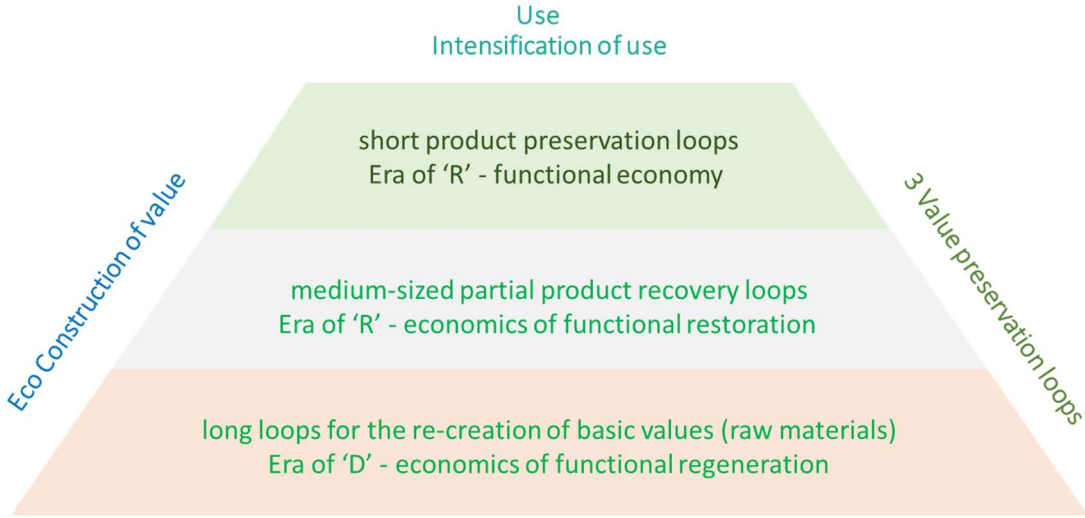 Use
Intensification of use
short product preservation loops
Era of ‘R’ - functional economy
Eco Construction of value
3 Value preservation loops
medium-sized partial product recovery loops
Era of ‘R’ - economics of functional restoration
long loops for the re-creation of basic values (raw materials)
Era of ‘D’ - economics of functional regeneration